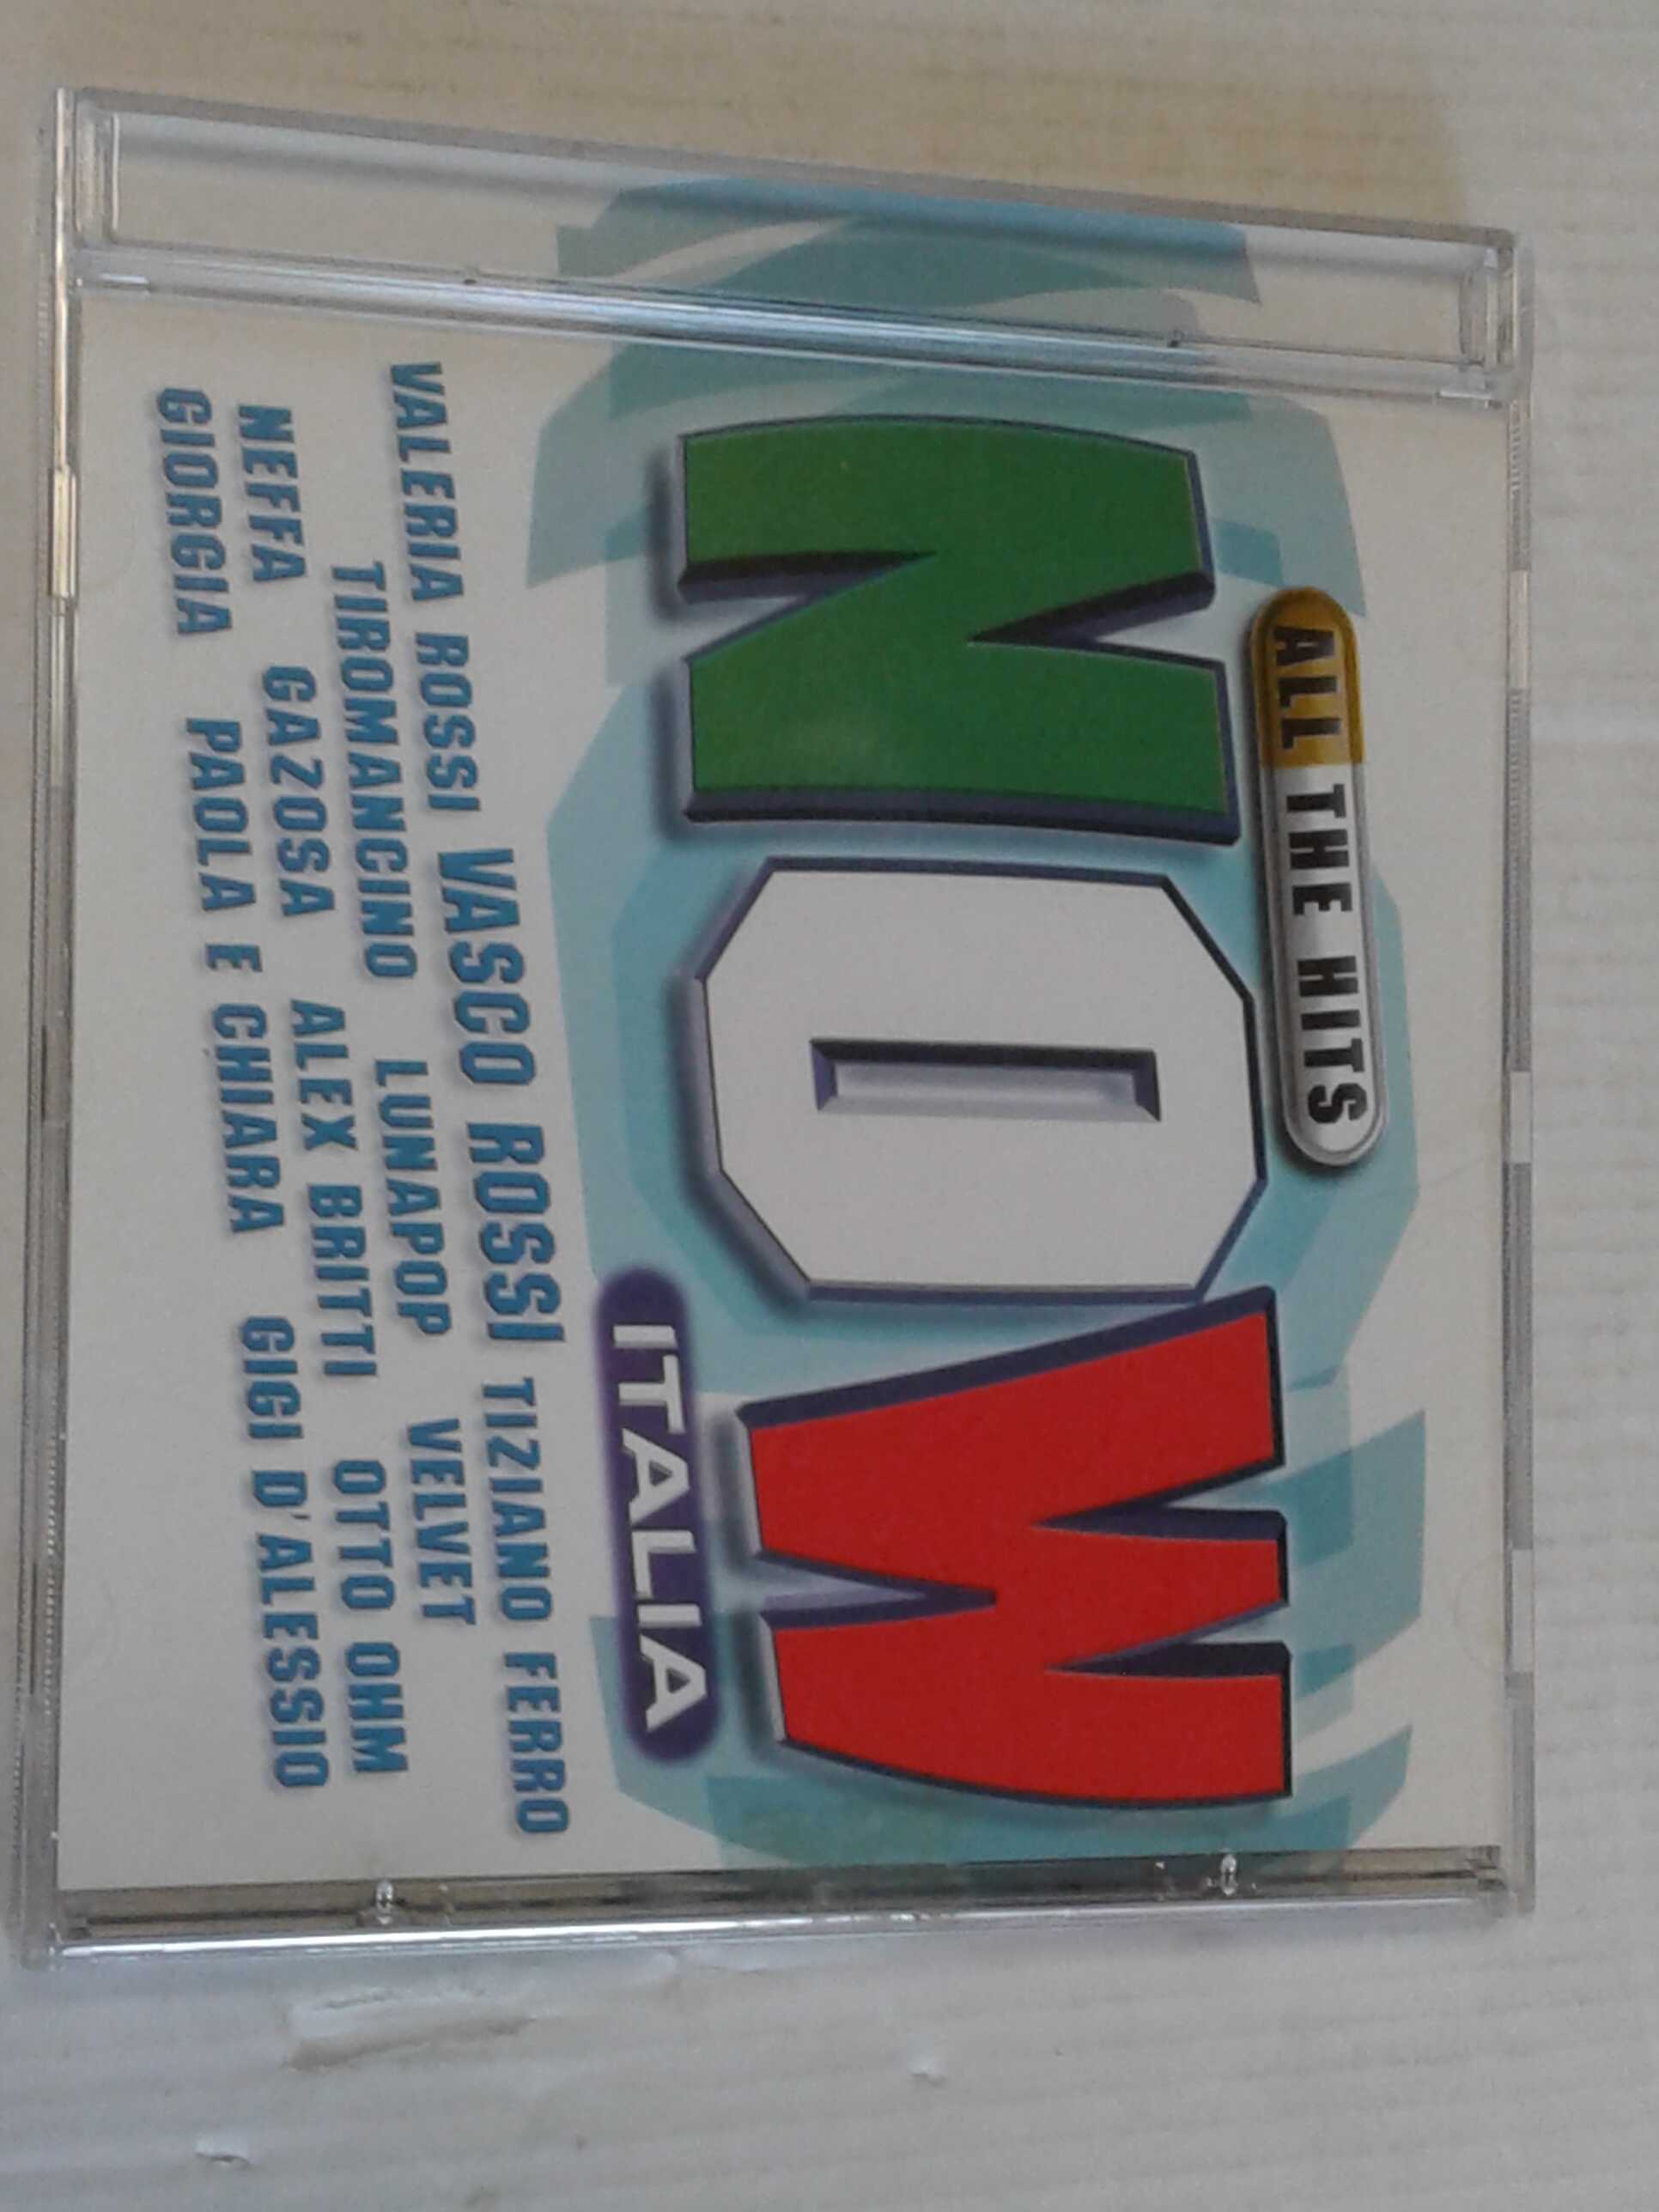 ALL THE HITS
NOW
ITALIA
VALERIA ROSSI VASCO ROSSI TIZIANO FERRO
TIROMANCINO LUNAPOP VELVET
NEFFA GAZOSA ALEX BRITTI OTTO OHM
GIORGIA PAOLA E CHIARA GIGI D'ALESSIO